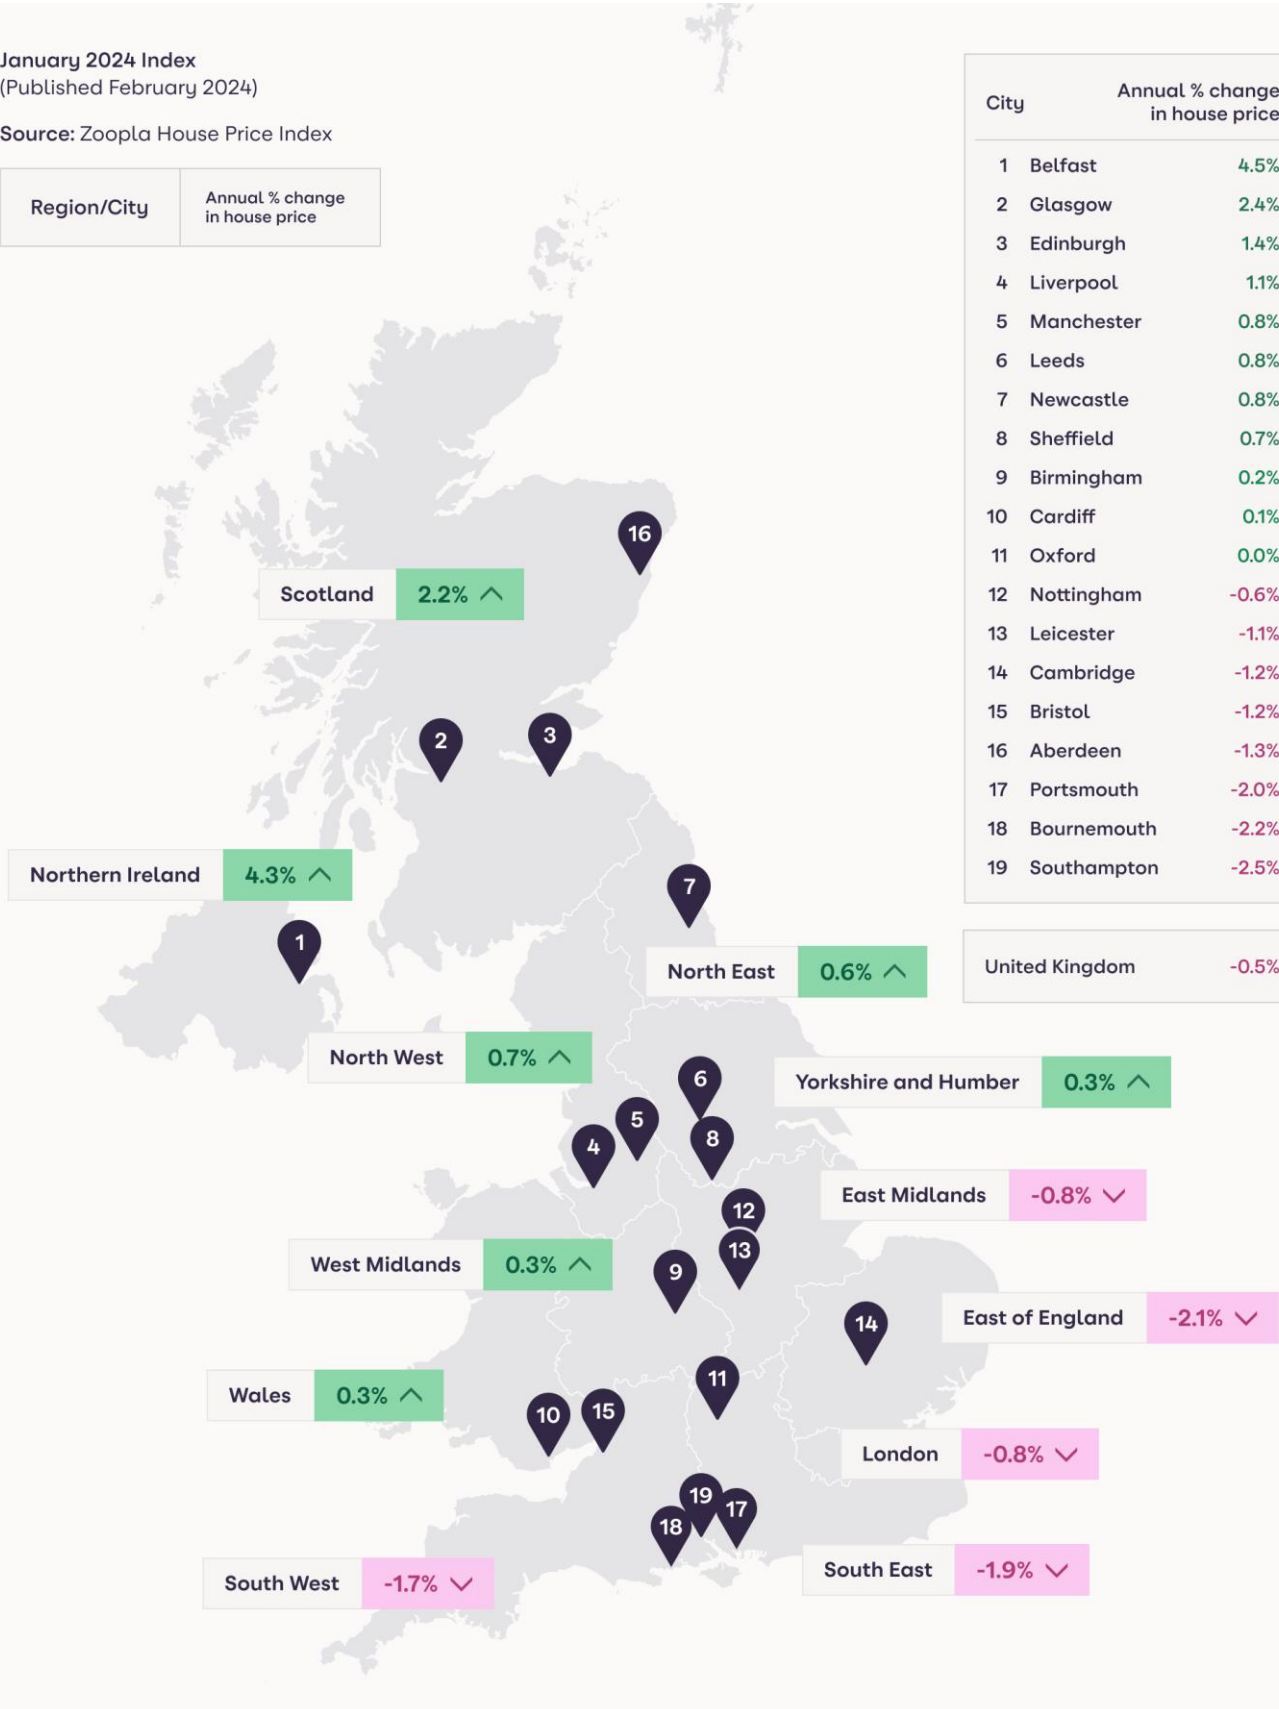 January 2024 Index
(Published February 2024)
Source: Zoopla House Price Index
Region/City
Annual % change
in house price
City
Annual % change
in house price
1 Belfast 4.5%
2 Glasgow 2.4%
3 Edinburgh 1.4%
4 Liverpool 1.1%
5 Manchester 0.8%
6 Leeds 0.8%
7 Newcastle 0.8%
8 Sheffield 0.7%
9 Birmingham 0.2%
10 Cardiff 0.1%
11 Oxford 0.0%
12 Nottingham -0.6%
13 Leicester -1.1%
14 Cambridge -1.2%
15 Bristol -1.2%
16 Aberdeen -1.3%
17 Portsmouth -2.0%
18 Bournemouth -2.2%
19 Southampton -2.5%
United Kingdom -0.5%
16
Scotland 2.2%
2
3
Northern Ireland 4.3%
7
1
North East 0.6%
North West 0.7%
6
Yorkshire and Humber 0.3%
5
8
4
East Midlands -0.8%
12
13
West Midlands 0.3%
9
East of England -2.1%
14
11
Wales 0.3%
10
15
London -0.8%
19
17
18
South East -1.9%
South West -1.7%